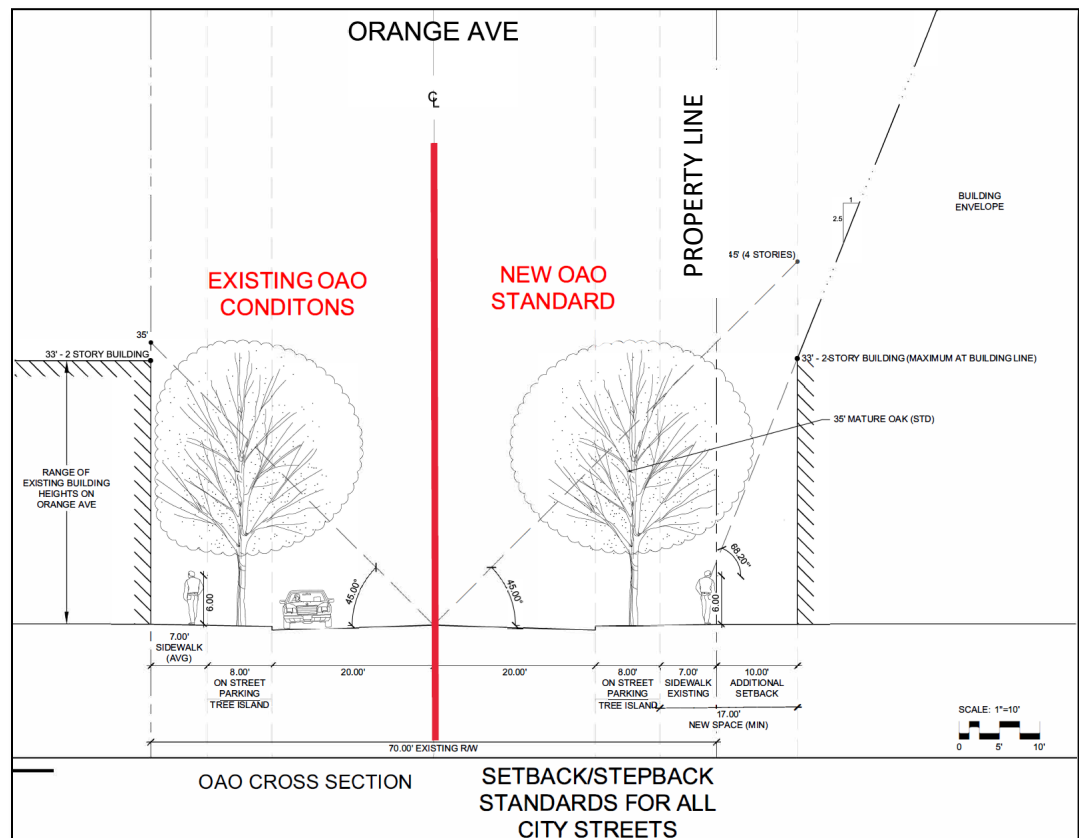 ORANGE AVE
℄
PROPERTY LINE
1
2.5
BUILDING
ENVELOPE
45' (4 STORIES)
EXISTING OAO
CONDITONS
NEW OAO
STANDARD
35'
33' - 2 STORY BUILDING
33' - 2-STORY BUILDING (MAXIMUM AT BUILDING LINE)
35' MATURE OAK (STD)
RANGE OF
EXISTING BUILDING
HEIGHTS ON
ORANGE AVE
6.00
45.00°
45.00°
6.00
68.20°
7.00'
SIDEWALK
(AVG)
8.00'
ON STREET
PARKING
TREE ISLAND
20.00'
20.00'
8.00'
ON STREET
PARKING
TREE ISLAND
7.00'
SIDEWALK
EXISTING
10.00'
ADDITIONAL
SETBACK
17.00'
NEW SPACE (MIN)
70.00' EXISTING R/W
SCALE: 1"=10'
0 5' 10'
OAO CROSS SECTION
SETBACK/STEPBACK
STANDARDS FOR ALL
CITY STREETS